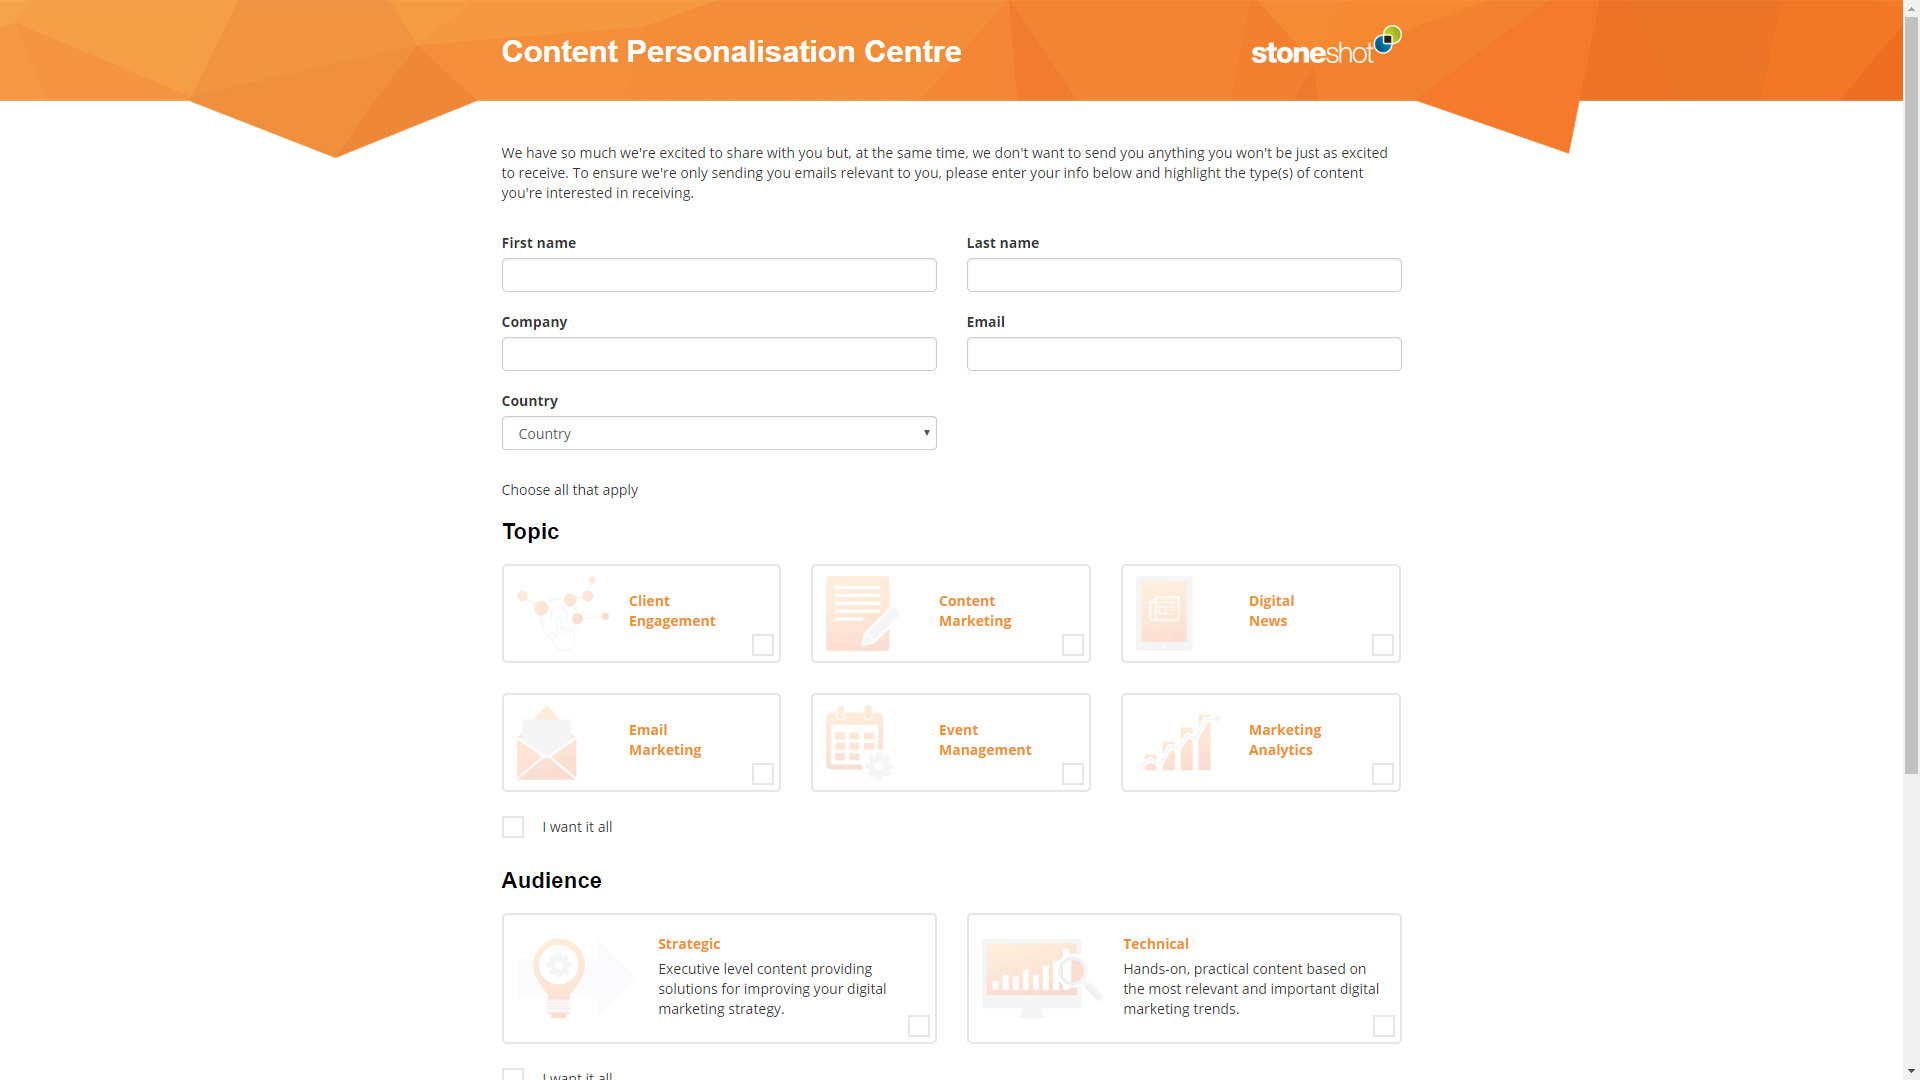 Content Personalisation Centre
stoneshot
We have so much we're excited to share with you but, at the same time, we don't want to send you anything you won't be just as excited
to receive. To ensure we're only sending you emails relevant to you, please enter your info below and highlight the type(s) of content
you're interested in receiving.
First name
Last name
Company
Email
Country
Country
Choose all that apply
Topic
Client
Engagement
Content
Marketing
Digital
News
Email
Marketing
Event
Management
Marketing
Analytics
I want it all
Audience
Strategic
Executive level content providing
solutions for improving your digital
marketing strategy.
Technical
Hands-on, practical content based on
the most relevant and important digital
marketing trends.
I want it all